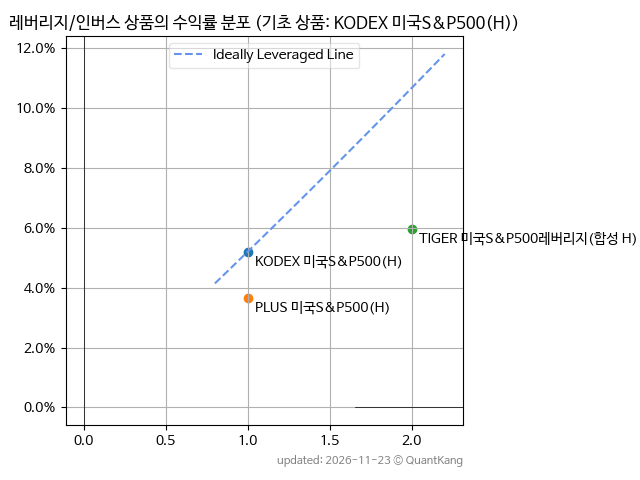 레버리지/인버스 상품의 수익률 분포 (기초 상품: KODEX 미국S&P500(H))
12.0%
Ideally Leveraged Line
10.0%
8.0%
6.0%
TIGER 미국S&P500레버리지(합성 H)
KODEX 미국S&P500(H)
4.0%
PLUS 미국S&P500(H)
2.0%
0.0%
0.0 0.5 1.0 1.5 2.0
updated: 2026-11-23 © QuantKang